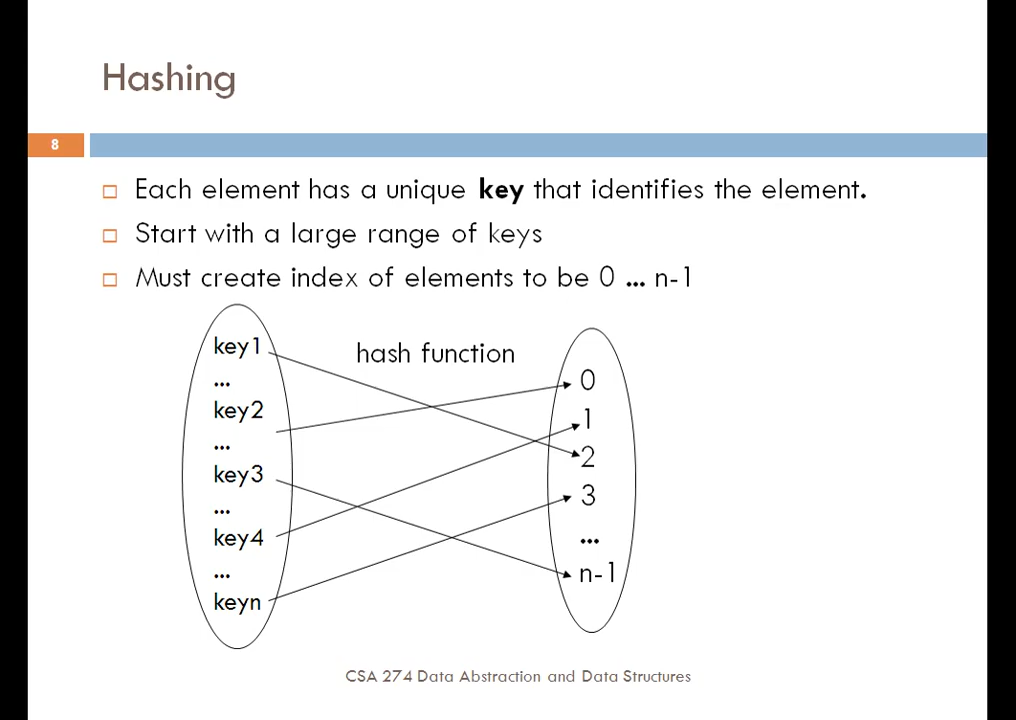 Hashing
8
Each element has a unique key that identifies the element.
Start with a large range of keys
Must create index of elements to be 0 ... n-1
hash function
key1
...
key2
...
key3
...
key4
...
keyn
0
1
2
3
...
n-1
CSA 274 Data Abstraction and Data Structures